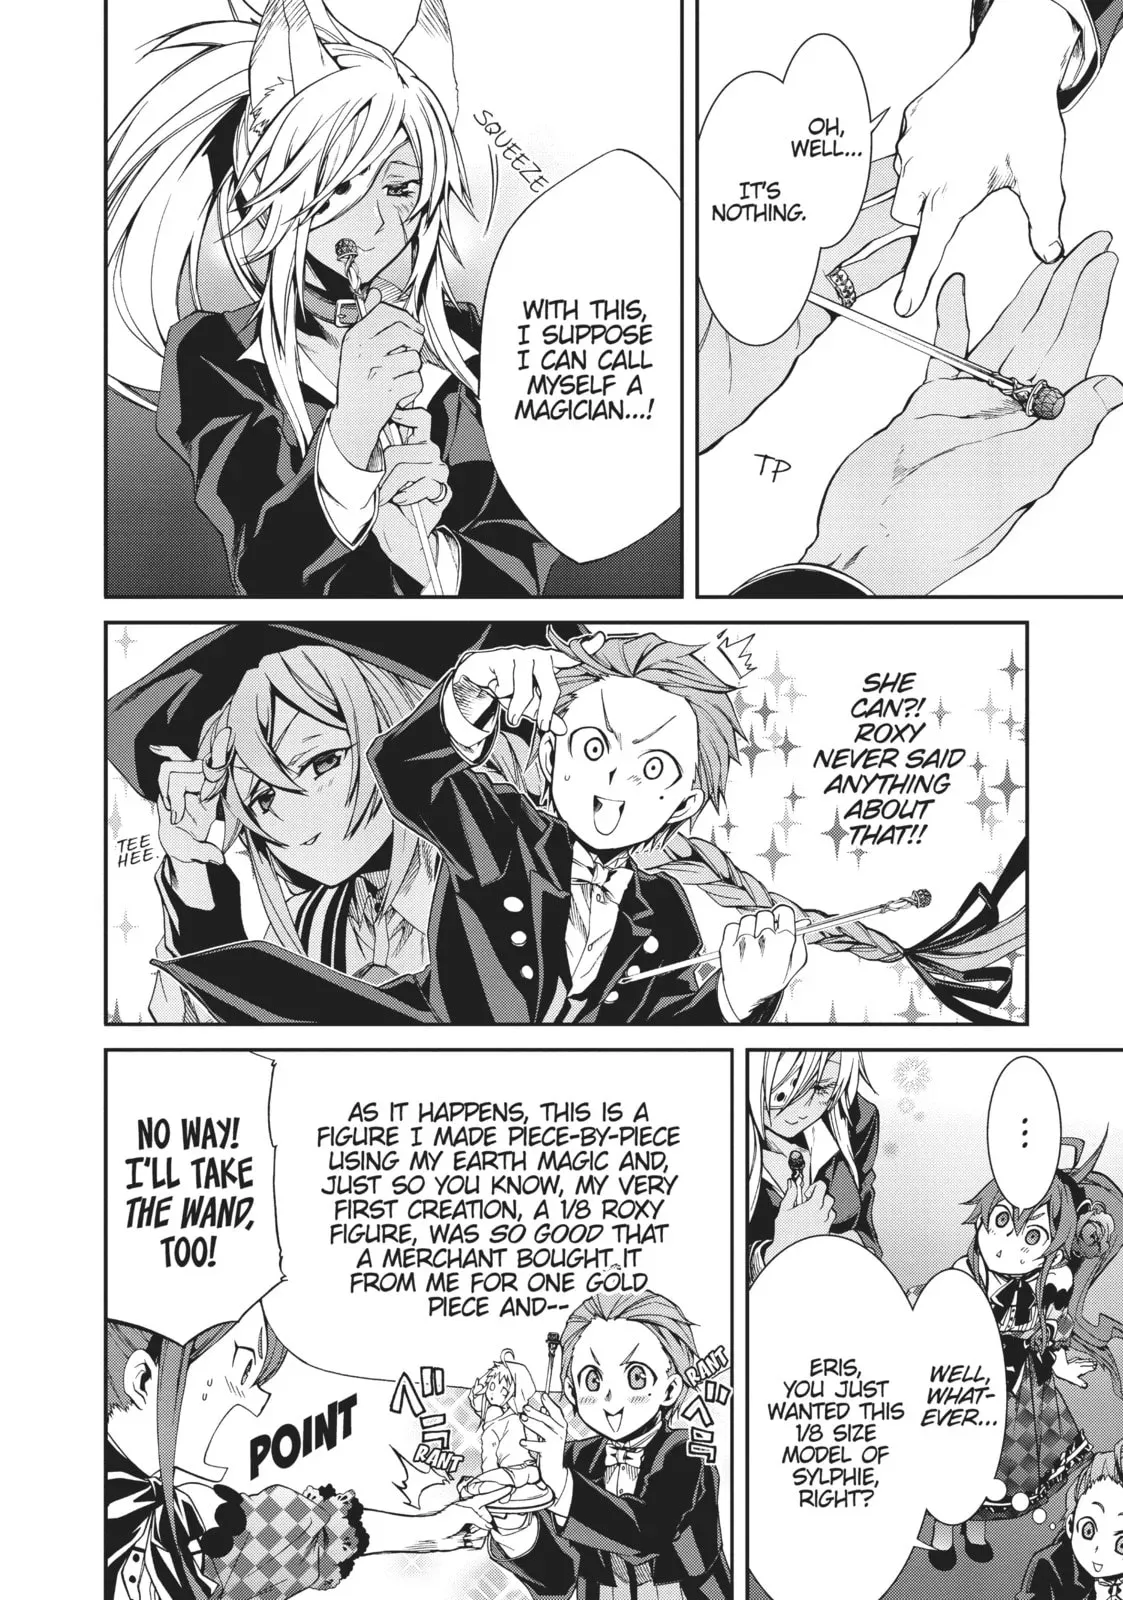 OH,
WELL...
IT'S
NOTHING.
TP
SQUEEZE
WITH THIS,
I SUPPOSE
I CAN CALL
MYSELF A
MAGICIAN...!
SHE
CAN?!
ROXY
NEVER SAID
ANYTHING
ABOUT
THAT!!
TEE
HEE.
...
WELL,
WHAT-
EVER...
ERIS,
YOU JUST
WANTED THIS
1/8 SIZE
MODEL OF
SYLPHIE,
RIGHT?
AS IT HAPPENS, THIS IS A
FIGURE I MADE PIECE-BY-PIECE
USING MY EARTH MAGIC AND,
JUST SO YOU KNOW, MY VERY
FIRST CREATION, A 1/8 ROXY
FIGURE, WAS SO GOOD THAT
A MERCHANT BOUGHT IT
FROM ME FOR ONE GOLD
PIECE AND--
RANT
RANT
NO WAY!
I'LL TAKE
THE WAND,
TOO!
POINT